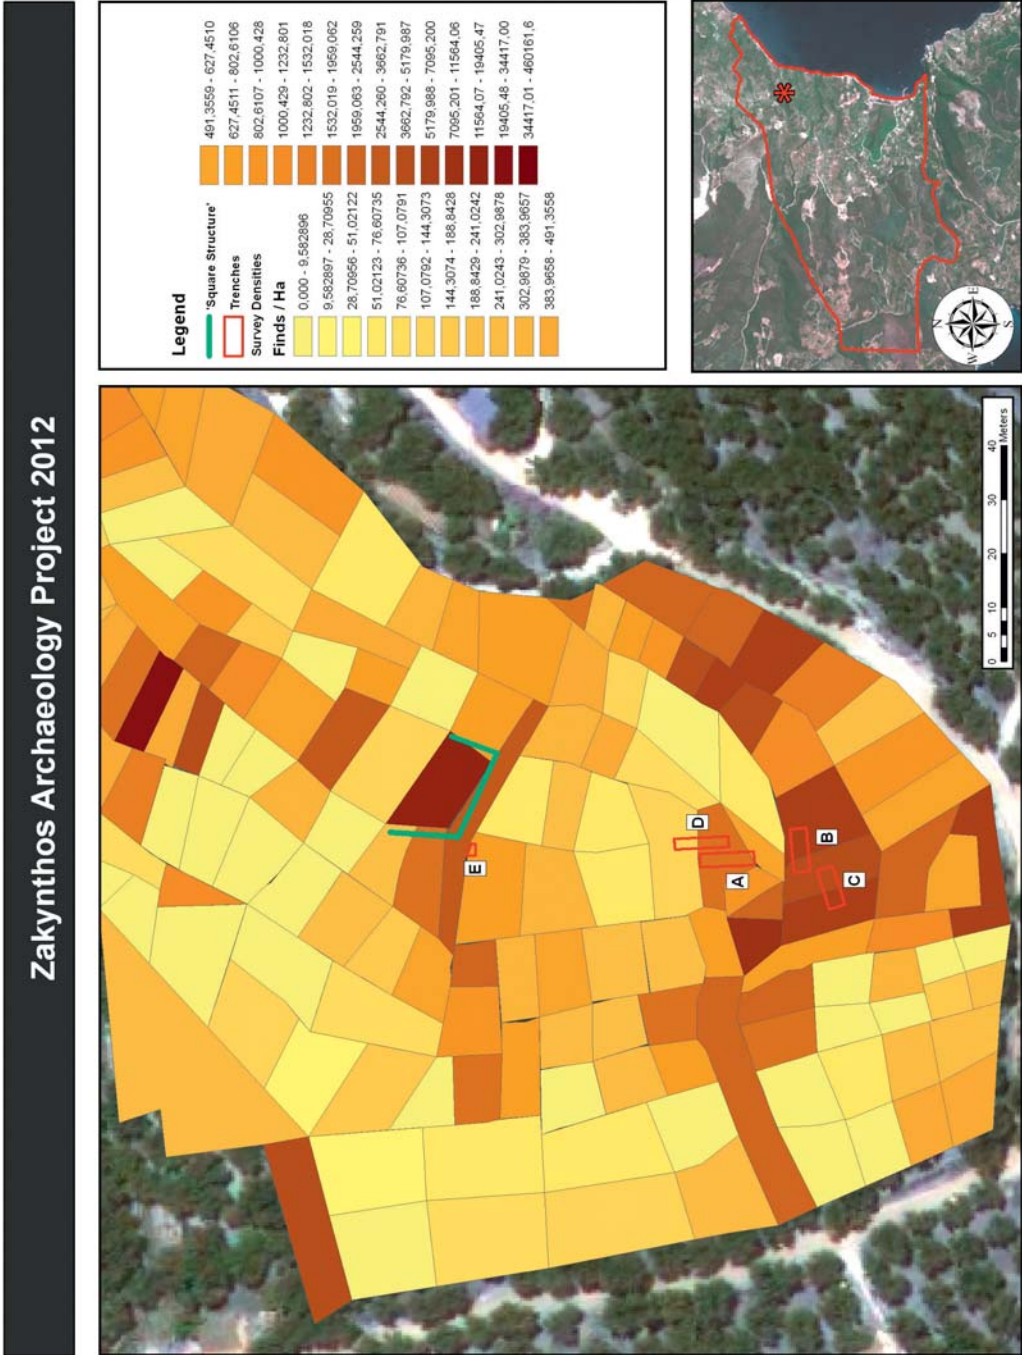 Zakynthos Archaeology Project 2012
Legend
'Square Structure'
Trenches
Survey Densities
Finds / Ha
0,000 - 9,582896
9,582897 - 28,70955
28,70956 - 51,02122
51,02123 - 76,60735
76,60736 - 107,0791
107,0792 - 144,3073
144,3074 - 188,8428
188,8429 - 241,0242
241,0243 - 302,9878
302,9879 - 383,9657
383,9658 - 491,3558
491,3559 - 627,4510
627,4511 - 802,6106
802,6107 - 1000,428
1000,429 - 1232,801
1232,802 - 1532,018
1532,019 - 1959,062
1959,063 - 2544,259
2544,260 - 3662,791
3662,792 - 5179,987
5179,988 - 7095,200
7095,201 - 11564,06
11564,07 - 19405,47
19405,48 - 34417,00
34417,01 - 460161,6
E
D
A
B
C
0 5 10 20 30 40
Meters
N
W E
S